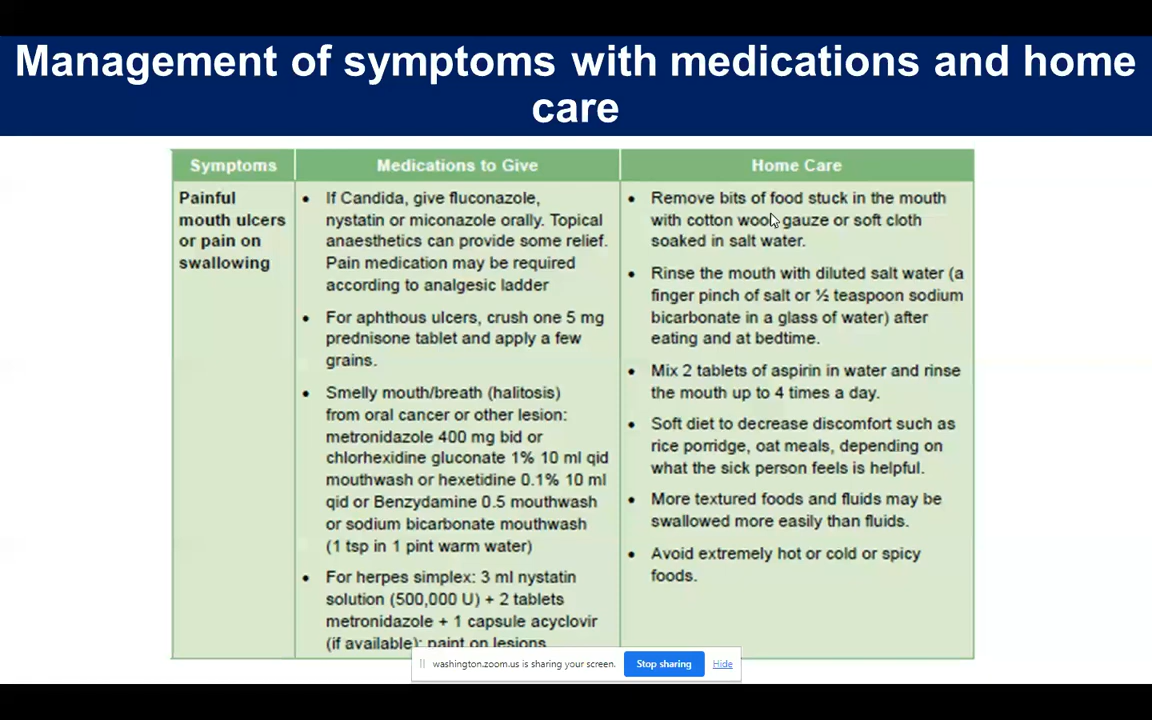 Management of symptoms with medications and home
care
Symptoms
Medications to Give
Home Care
Painful
mouth ulcers
or pain on
swallowing
• If Candida, give fluconazole,
nystatin or miconazole orally. Topical
anaesthetics can provide some relief.
Pain medication may be required
according to analgesic ladder
• For aphthous ulcers, crush one 5 mg
prednisone tablet and apply a few
grains.
• Smelly mouth/breath (halitosis)
from oral cancer or other lesion:
metronidazole 400 mg bid or
chlorhexidine gluconate 1% 10 ml qid
mouthwash or hexetidine 0.1% 10 ml
qid or Benzydamine 0.5 mouthwash
or sodium bicarbonate mouthwash
(1 tsp in 1 pint warm water)
• For herpes simplex: 3 ml nystatin
solution (500,000 U) + 2 tablets
metronidazole + 1 capsule acyclovir
(if available); paint on lesions
• Remove bits of food stuck in the mouth
with cotton wool, gauze or soft cloth
soaked in salt water.
• Rinse the mouth with diluted salt water (a
finger pinch of salt or ½ teaspoon sodium
bicarbonate in a glass of water) after
eating and at bedtime.
• Mix 2 tablets of aspirin in water and rinse
the mouth up to 4 times a day.
• Soft diet to decrease discomfort such as
rice porridge, oat meals, depending on
what the sick person feels is helpful.
• More textured foods and fluids may be
swallowed more easily than fluids.
• Avoid extremely hot or cold or spicy
foods.
washington.zoom.us is sharing your screen.
Stop sharing
Hide